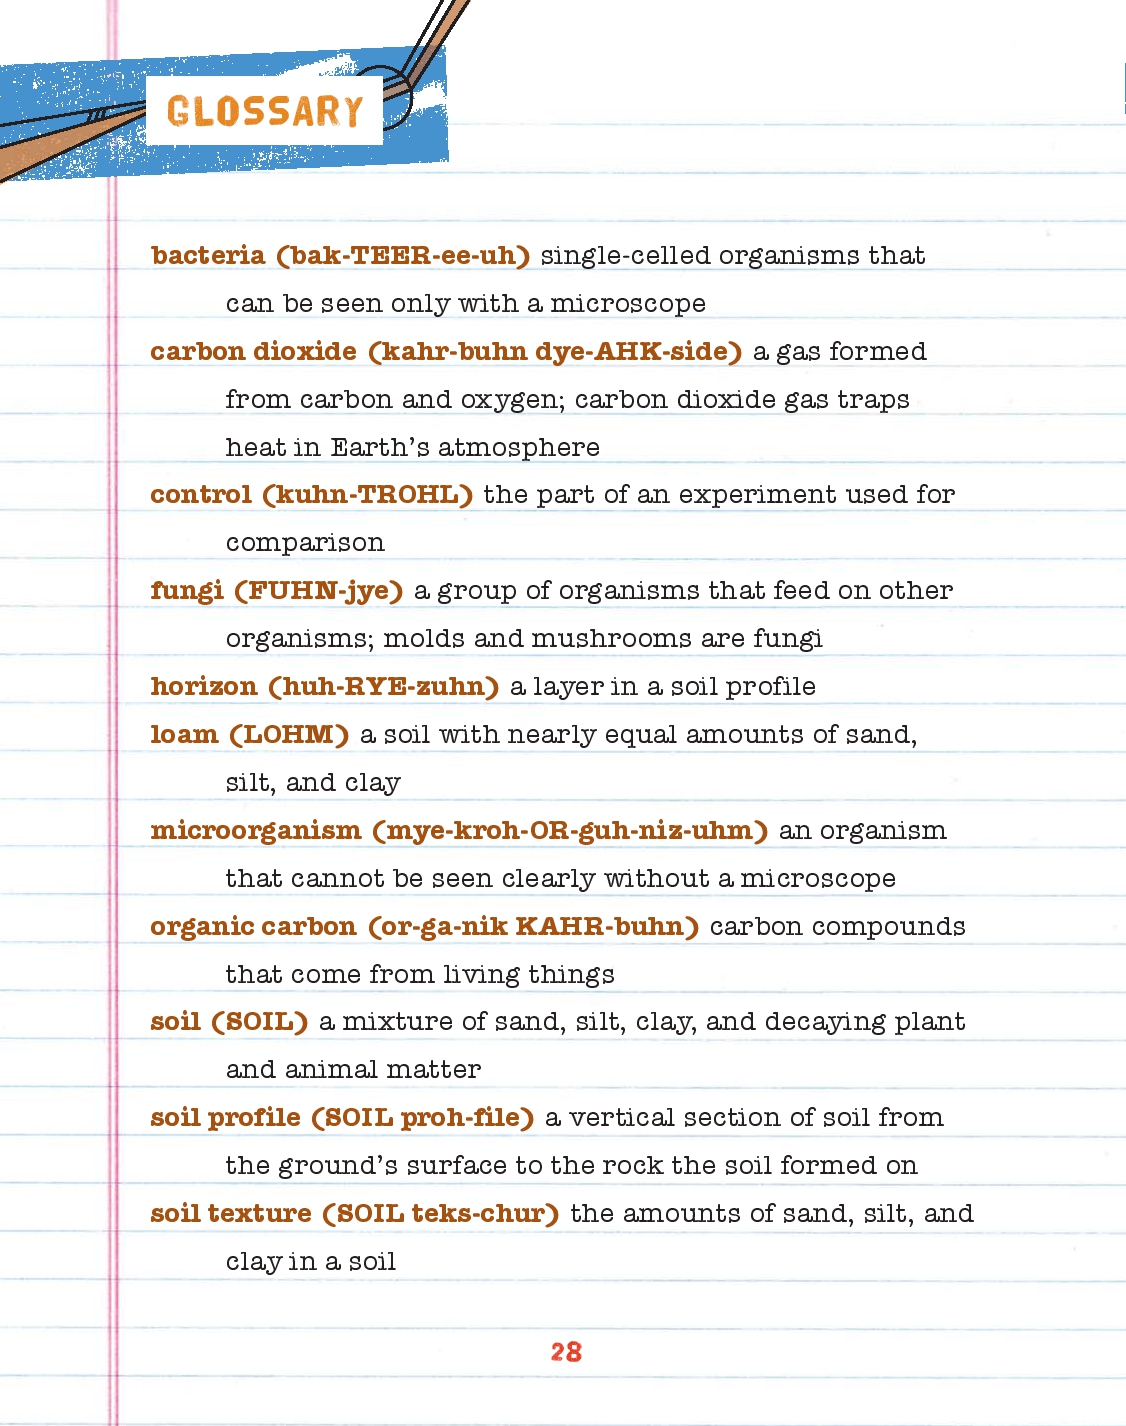 GLOSSARY
bacteria (bak-TEER-ee-uh) single-celled organisms that
can be seen only with a microscope
carbon dioxide (kahr-buhn dye-AHK-side) a gas formed
from carbon and oxygen; carbon dioxide gas traps
heat in Earth's atmosphere
control (kuhn-TROHL) the part of an experiment used for
comparison
fungi (FUHN-jye) a group of organisms that feed on other
organisms; molds and mushrooms are fungi
horizon (huh-RYE-zuhn) a layer in a soil profile
loam (LOHM) a soil with nearly equal amounts of sand,
silt, and clay
microorganism (mye-kroh-OR-guh-niz-uhm) an organism
that cannot be seen clearly without a microscope
organic carbon (or-ga-nik KAHR-buhn) carbon compounds
that come from living things
soil (SOIL) a mixture of sand, silt, clay, and decaying plant
and animal matter
soil profile (SOIL proh-file) a vertical section of soil from
the ground's surface to the rock the soil formed on
soil texture (SOIL teks-chur) the amounts of sand, silt, and
clay in a soil
28